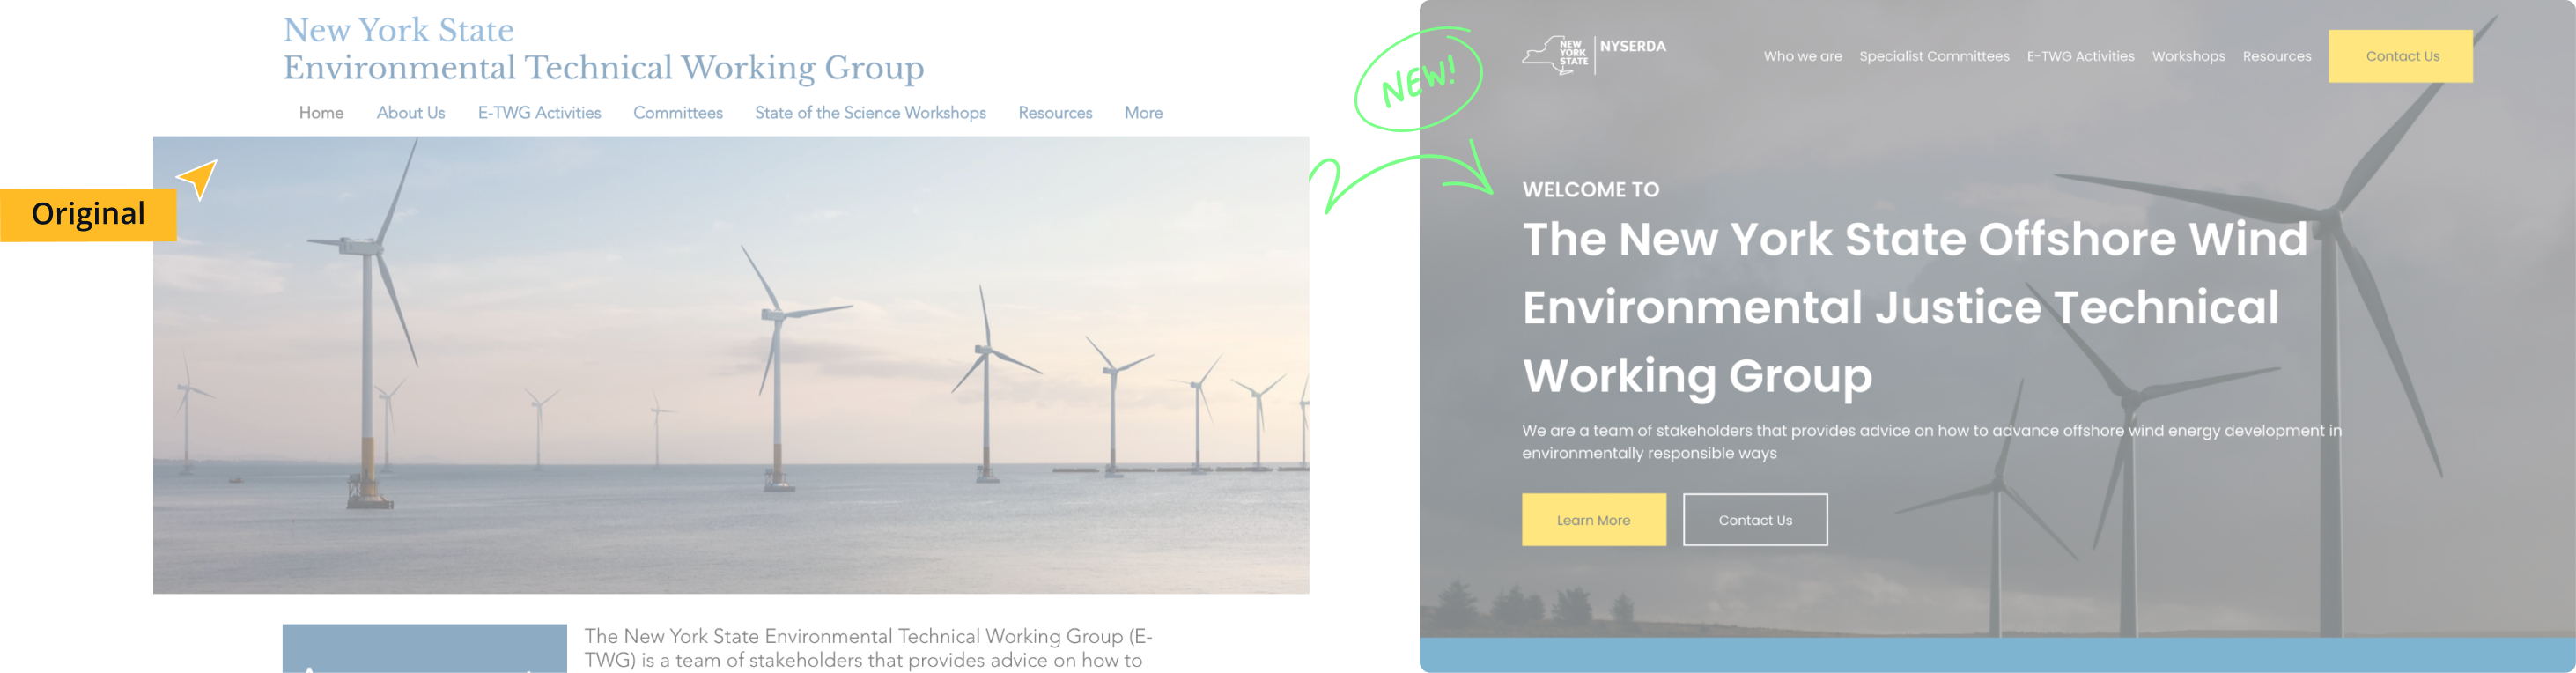 New York State
Environmental Technical Working Group
Home About Us E-TWG Activities Committees State of the Science Workshops Resources More
Original
The New York State Environmental Technical Working Group (E-
TWG) is a team of stakeholders that provides advice on how to
NEW!
NEW
YORK
STATE
NYSERDA
Who we are Specialist Committees E-TWG Activities Workshops Resources Contact Us
WELCOME TO
The New York State Offshore Wind
Environmental Justice Technical
Working Group
We are a team of stakeholders that provides advice on how to advance offshore wind energy development in
environmentally responsible ways
Learn More Contact Us